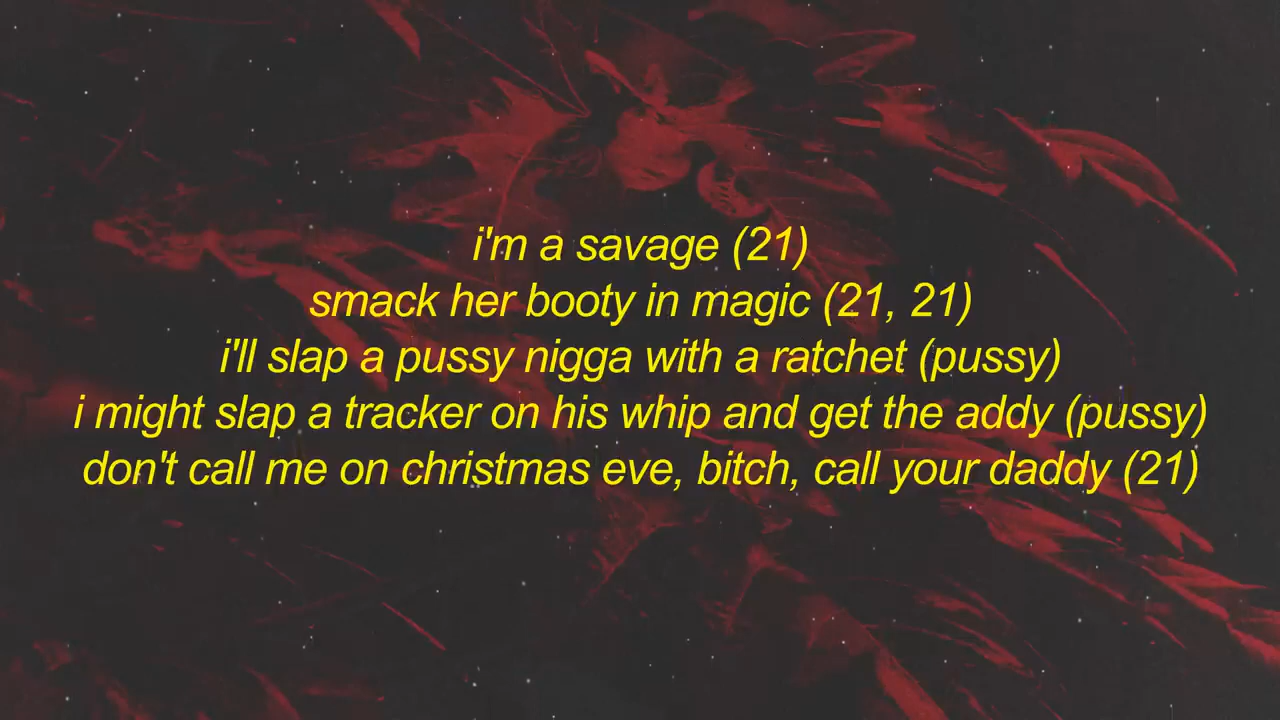 i'm a savage (21)
smack her booty in magic (21, 21)
i'll slap a pussy nigga with a ratchet (pussy)
i might slap a tracker on his whip and get the addy (pussy)
don't call me on christmas eve, bitch, call your daddy (21)